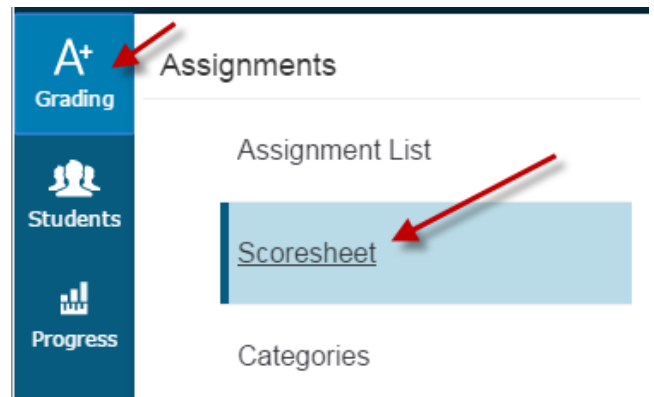 A+
Grading
Students
Progress
Assignments
Assignment List
Scoresheet
Categories